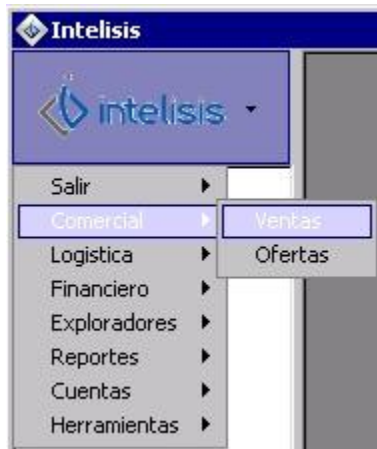 Intelisis
intelisis
Salir
Comercial
Ventas
Logistica
Ofertas
Financiero
Exploradores
Reportes
Cuentas
Herramientas